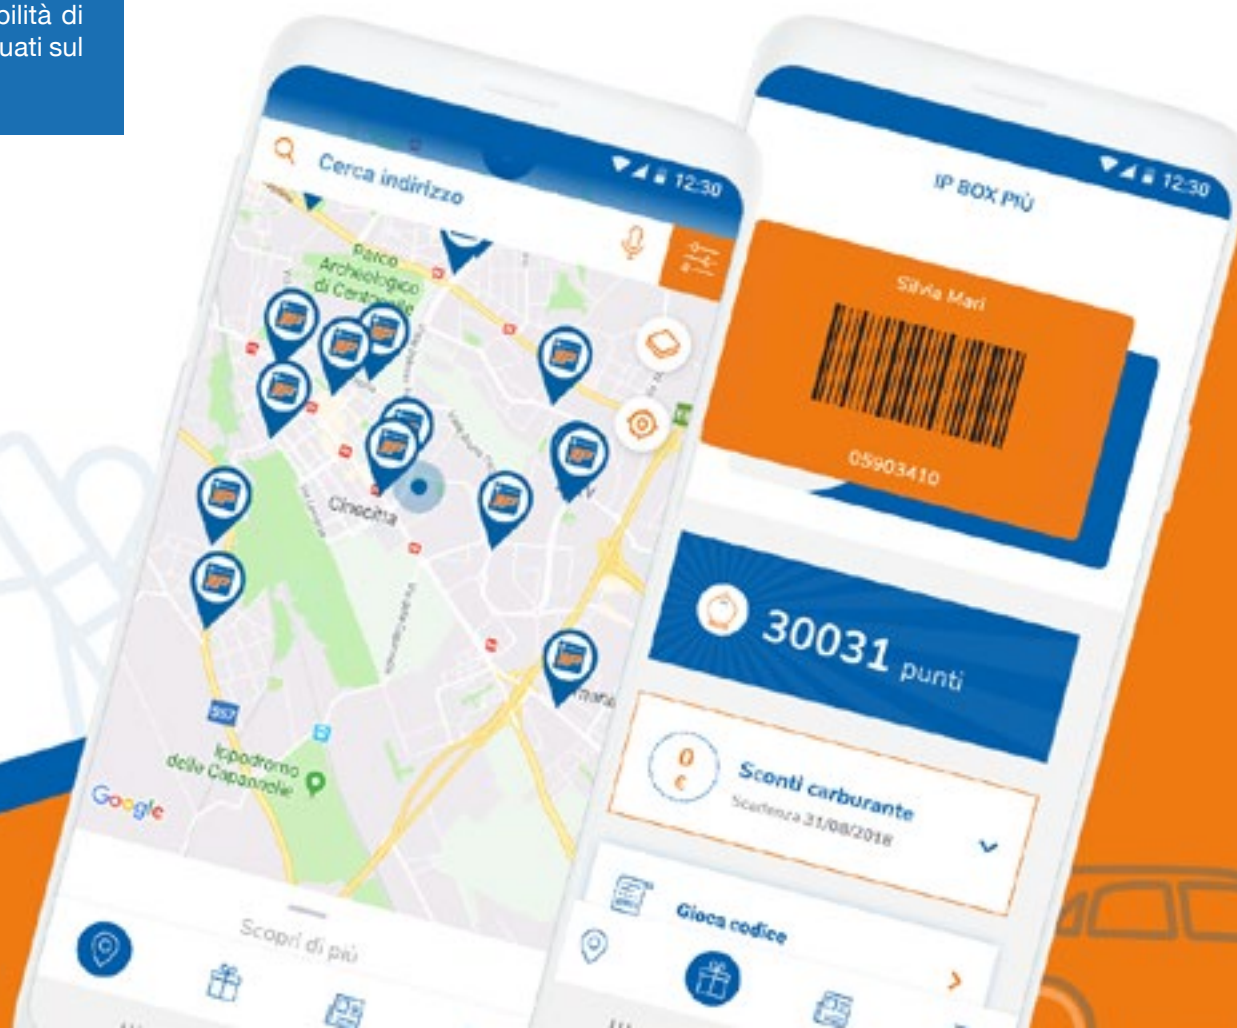 bilità di
uati sul
12:30
Cerca indirizzo
Parco
Archeologico
di Centocelle
Cinecittà
557
Ippodromo
delle Capannelle
Google
Scopri di più
12:30
IP BOX PIÙ
Silvia Mari
05903410
30031 punti
0
€
Sconti carburante
Scadenza 31/08/2018
Gioca codice